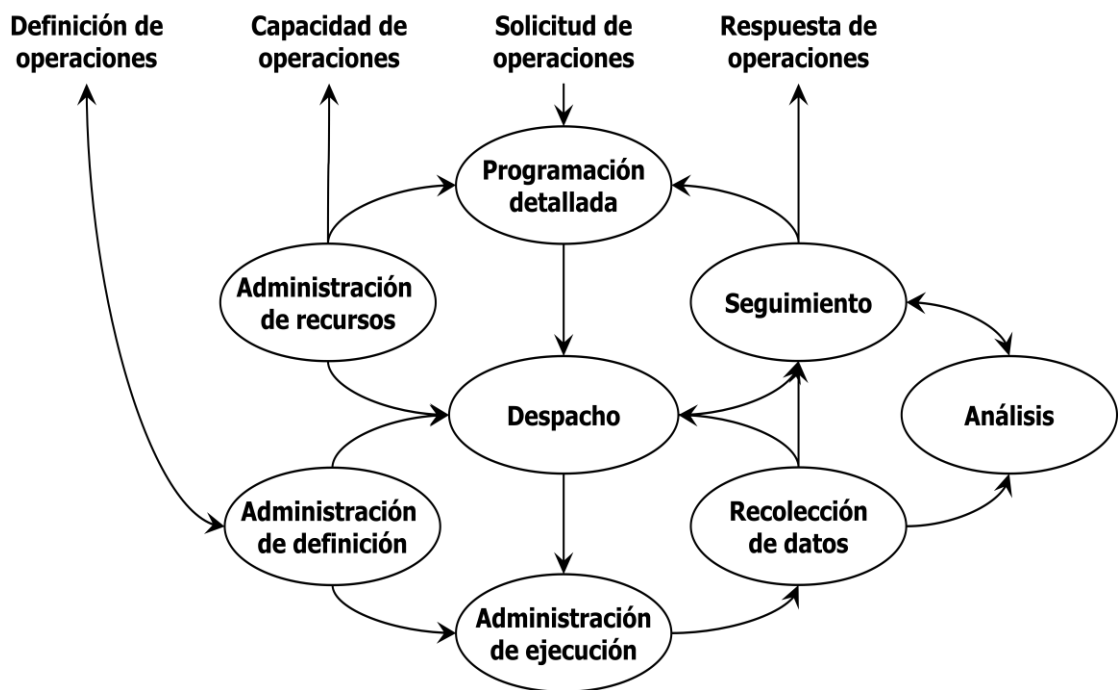 Definición de
operaciones
Capacidad de
operaciones
Solicitud de
operaciones
Respuesta de
operaciones
Programación
detallada
Administración
de recursos
Seguimiento
Despacho
Análisis
Administración
de definición
Recolección
de datos
Administración
de ejecución